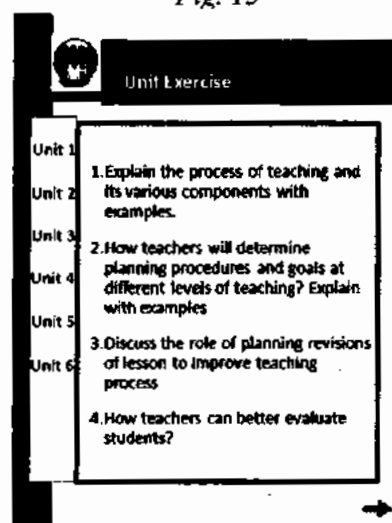 Fig. 15
Unit Exercise
Unit 1
Unit 2
Unit 3
Unit 4
Unit 5
Unit 6
1.Explain the process of teaching and
its various components with
examples.
2.How teachers will determine
planning procedures and goals at
different levels of teaching? Explain
with examples
3.Discuss the role of planning revisions
of lesson to improve teaching
process
4.How teachers can better evaluate
students?